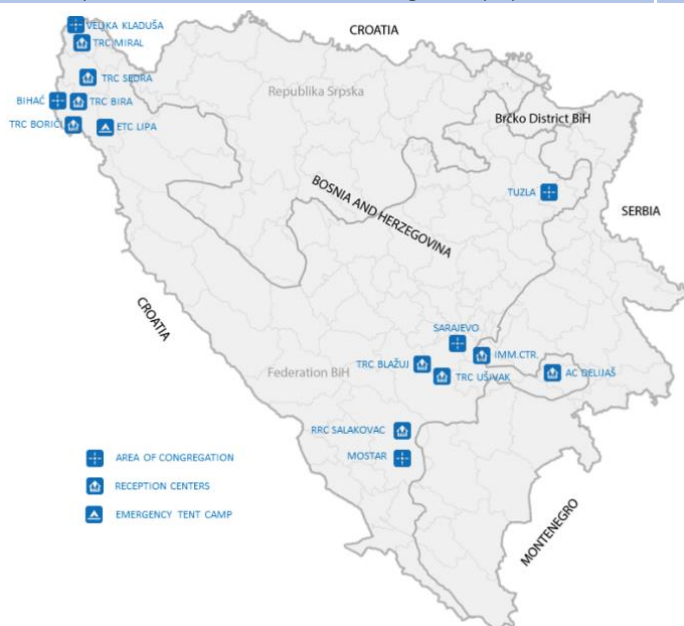 CROATIA
VELIKA KLADUŠA
TRC MIRAL
TRC SEDRA
Republika Srpska
BIHAĆ
TRC BIRA
TRC BORIĆI
ETC LIPA
Brčko District BiH
TUZLA
BOSNIA AND HERZEGOVINA
SERBIA
CROATIA
SARAJEVO
IMM.CTR.
TRC BLAŽUJ
Federation BiH
TRC UŠIVAK
AC DELIJAŠ
RRC SALAKOVAC
MOSTAR
AREA OF CONGREGATION
RECEPTION CENTERS
EMERGENCY TENT CAMP
MONTENEGRO